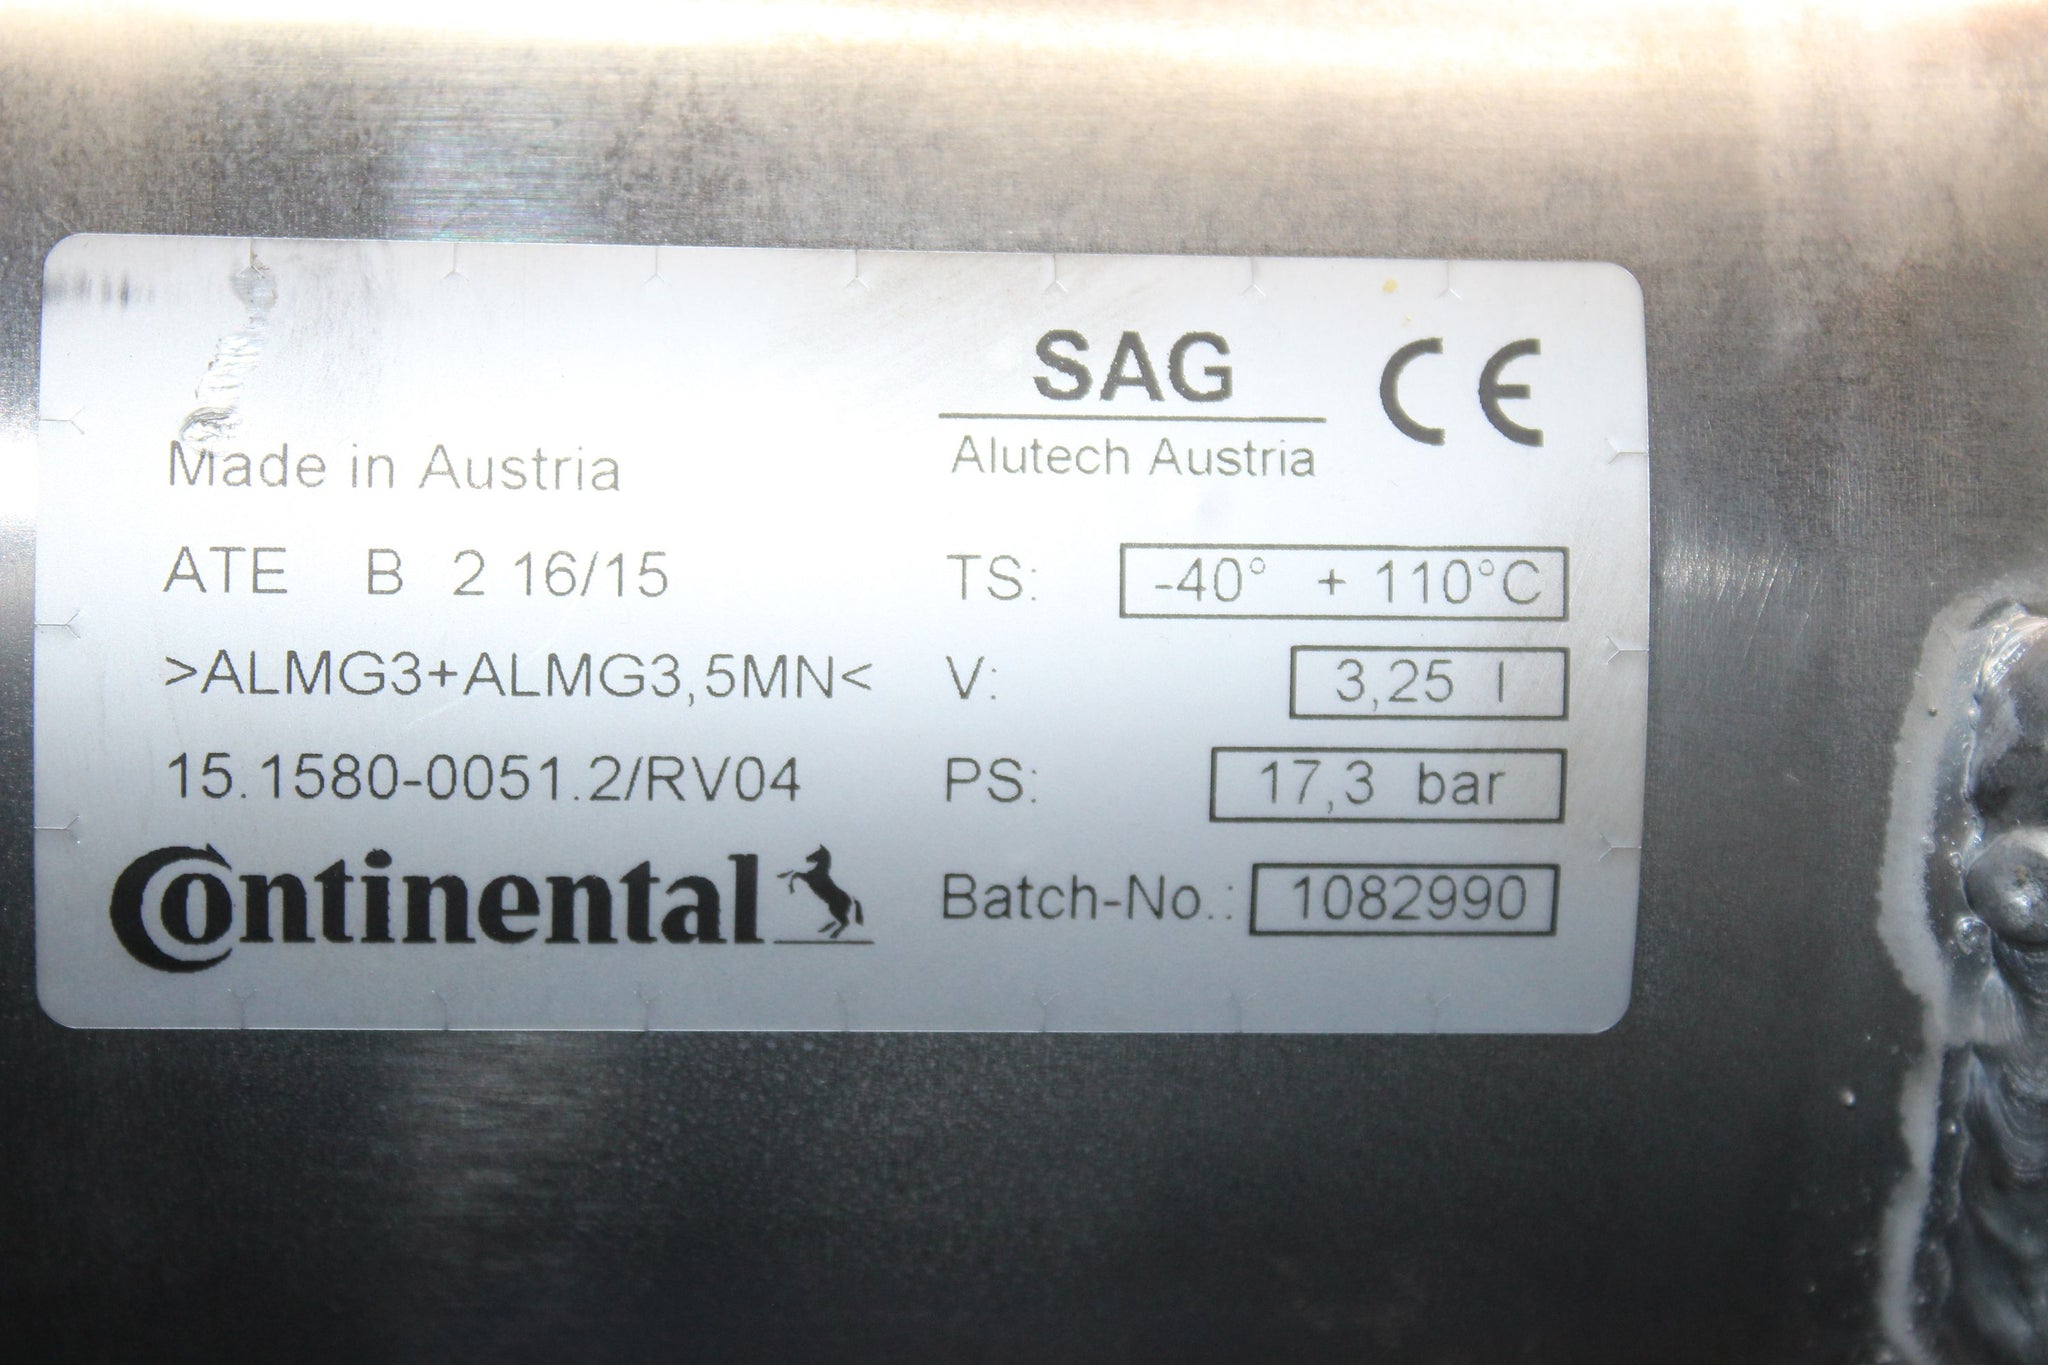 SAG CE
Made in Austria Alutech Austria
ATE B 2 16/15 TS: -40° + 110°C
>ALMG3+ALMG3,5MN< V: 3,25 l
15.1580-0051.2/RV04 PS: 17,3 bar
Continental Batch-No.: 1082990